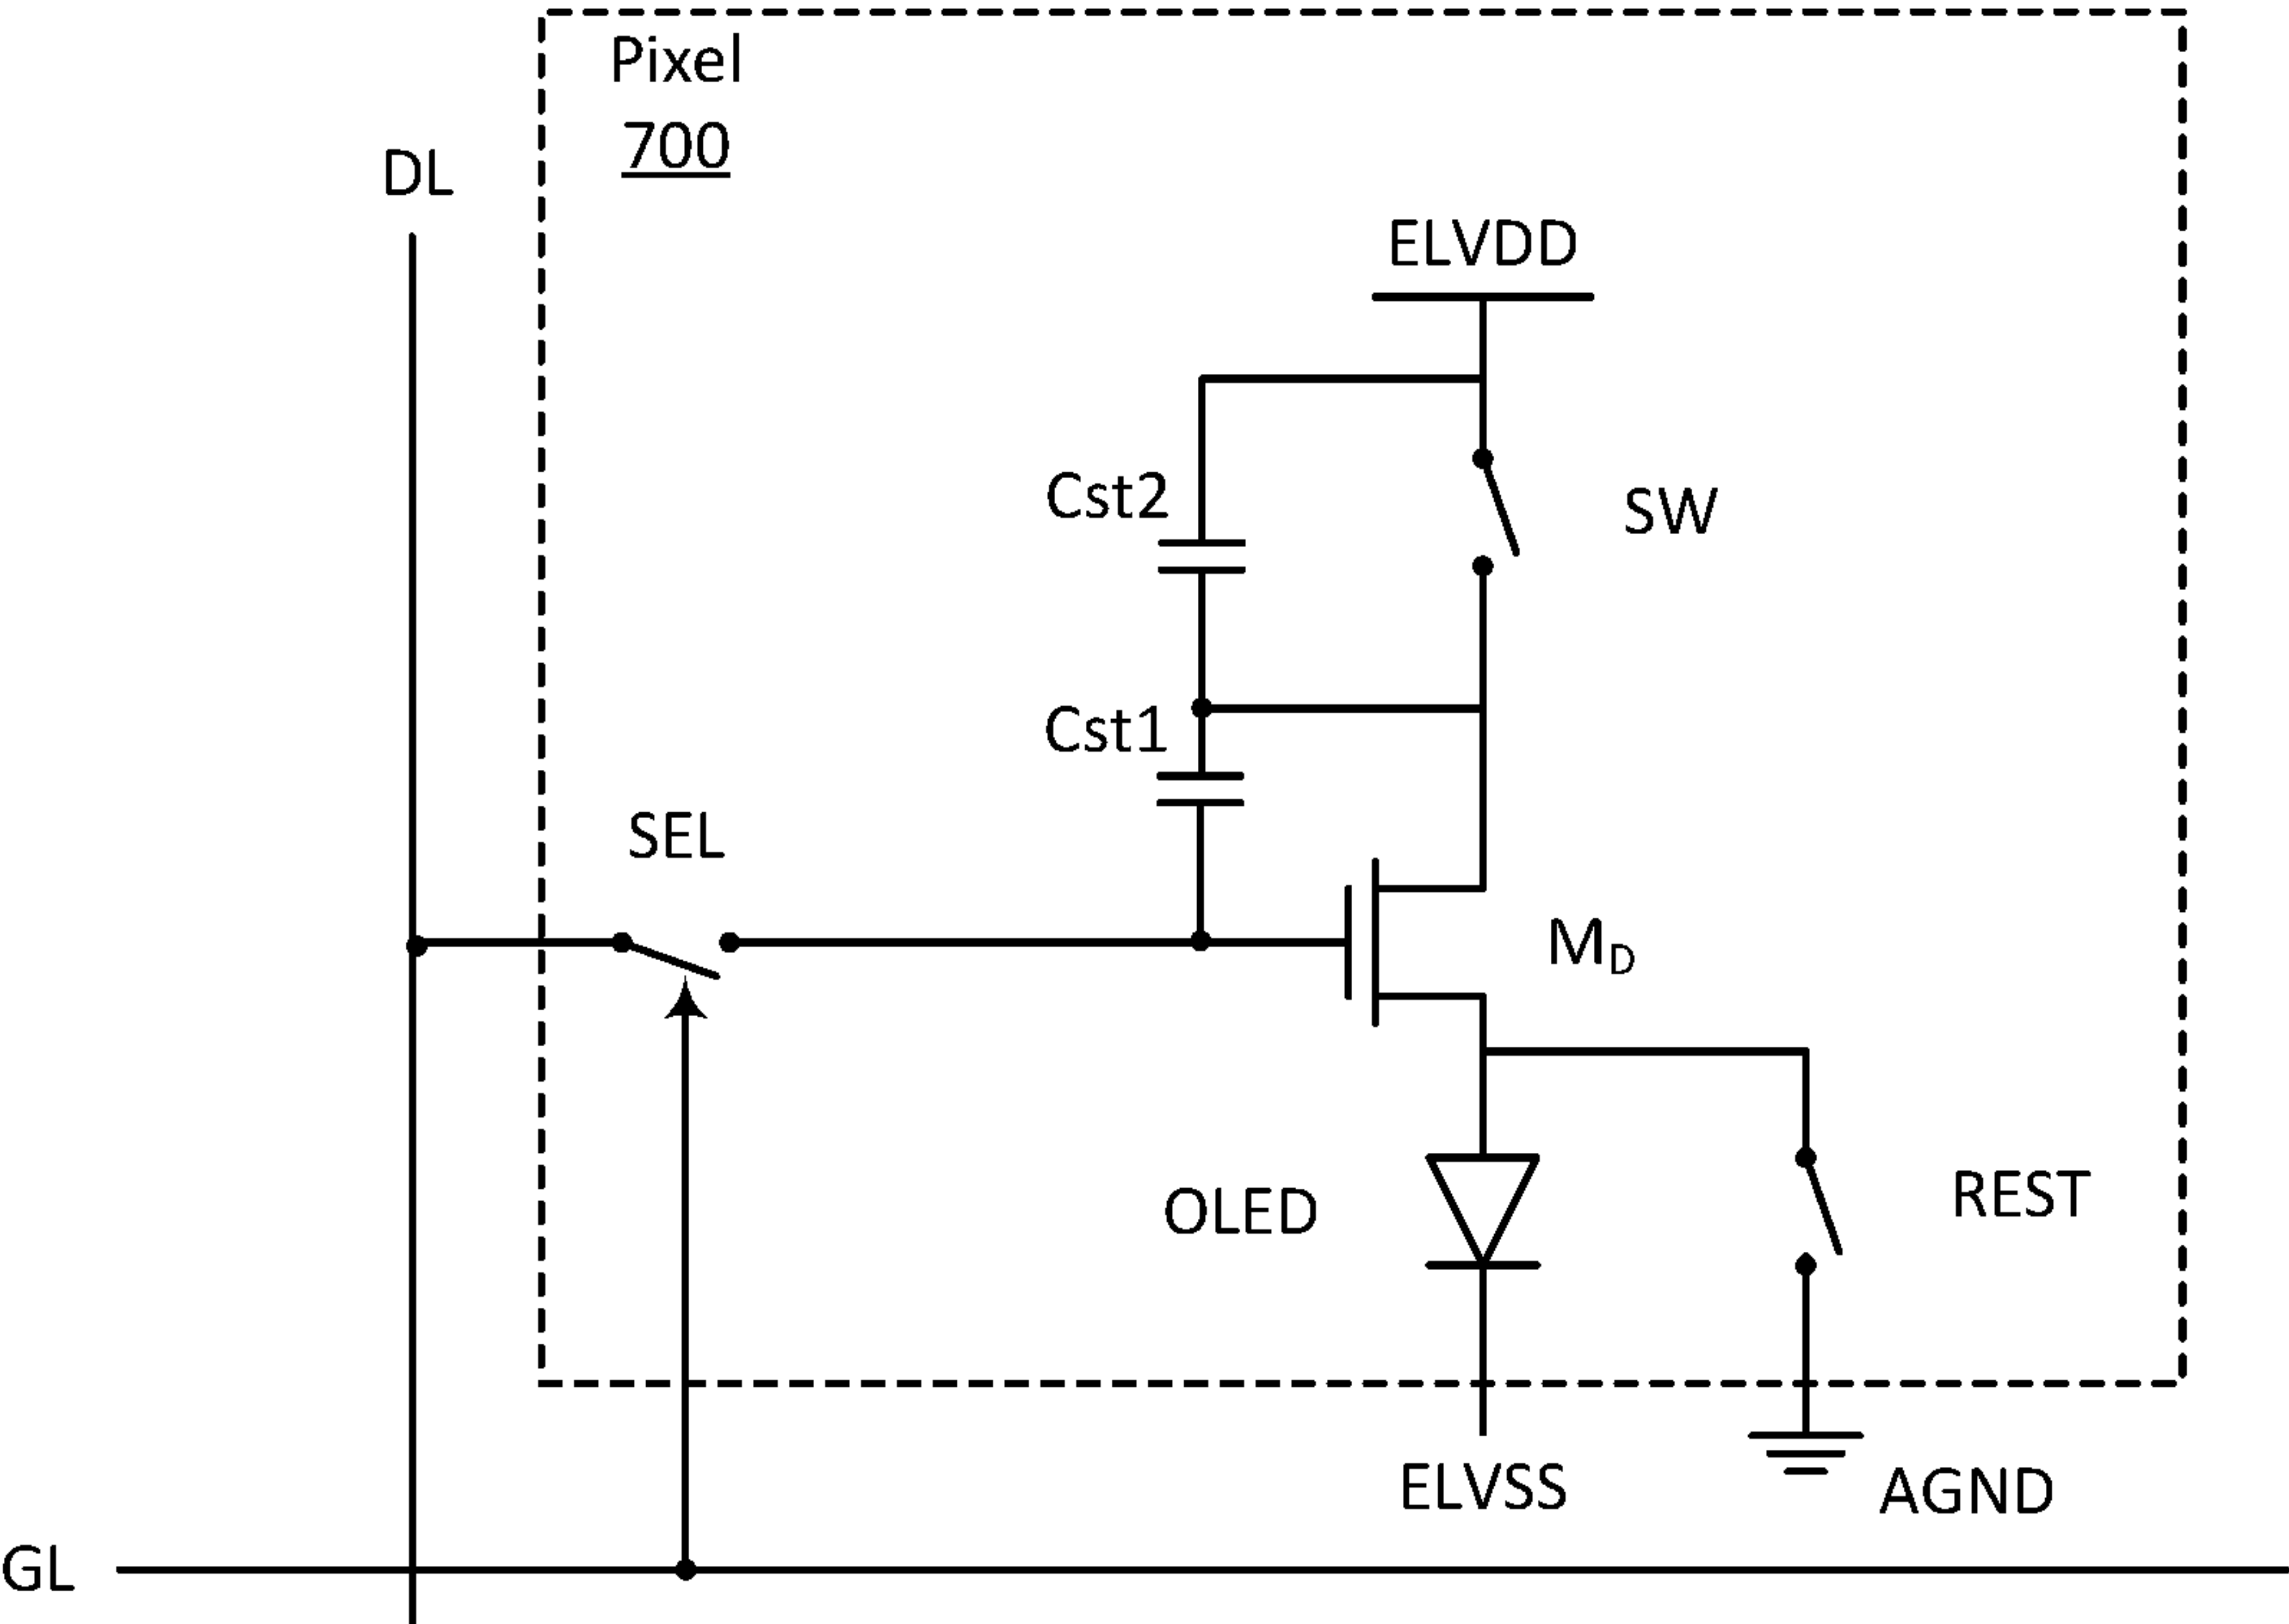 Pixel
700
DL
ELVDD
Cst2
SW
Cst1
SEL
MD
OLED
REST
ELVSS
AGND
GL